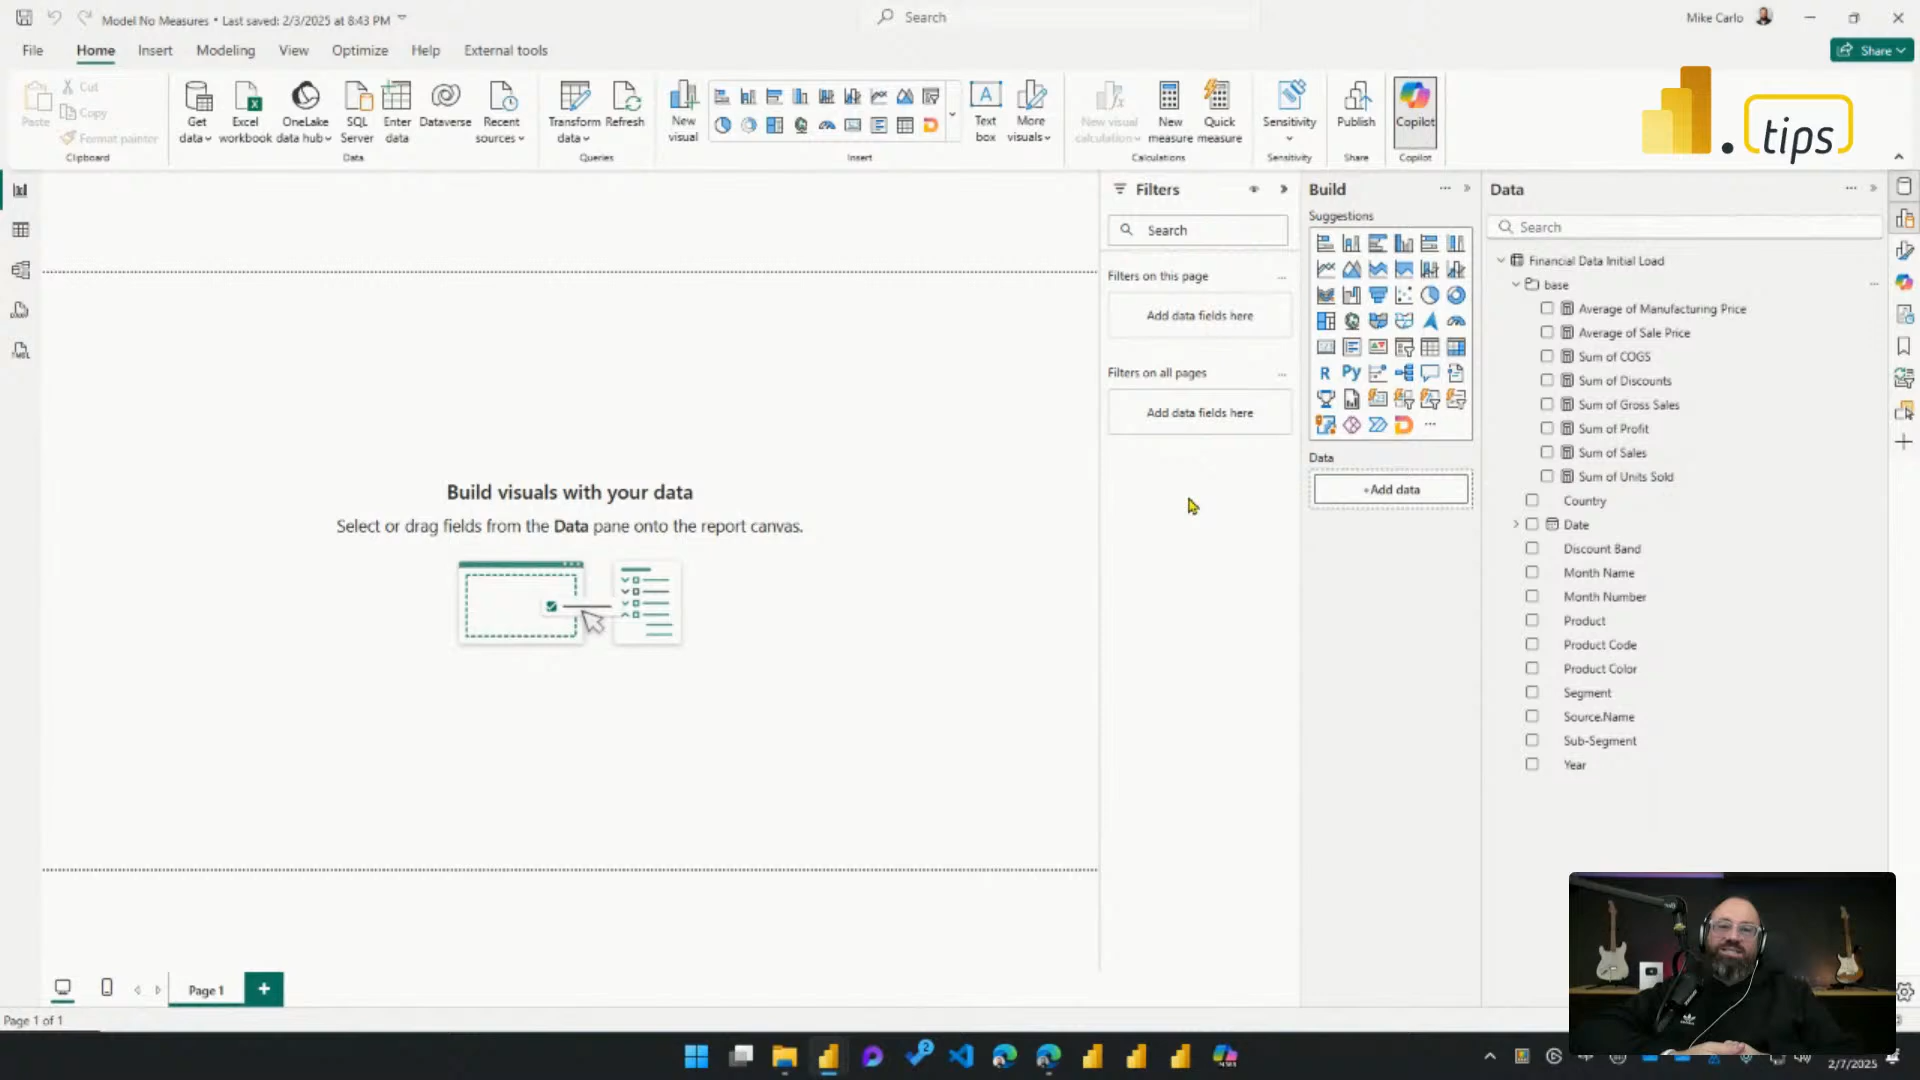 Model No Measures • Last saved: 2/3/2025 at 8:43 PM
Search
Mike Carlo
File
Home
Insert
Modeling
View
Optimize
Help
External tools
Share
Paste
Cut
Copy
Format painter
Clipboard
Get data
Excel workbook
OneLake data hub
SQL Server
Enter data
Dataverse
Recent sources
Data
Transform data
Refresh
Queries
New visual
Text box
More visuals
Insert
New visual calculation
New measure
Quick measure
Calculations
Sensitivity
Sensitivity
Publish
Share
Copilot
Copilot
.tips
Filters
Search
Filters on this page
...
Add data fields here
Filters on all pages
...
Add data fields here
Build
Suggestions
R
Py
Data
+Add data
Data
Search
Financial Data Initial Load
base
Average of Manufacturing Price
Average of Sale Price
Sum of COGS
Sum of Discounts
Sum of Gross Sales
Sum of Profit
Sum of Sales
Sum of Units Sold
Country
Date
Discount Band
Month Name
Month Number
Product
Product Code
Product Color
Segment
Source.Name
Sub-Segment
Year
Build visuals with your data
Select or drag fields from the Data pane onto the report canvas.
Page 1
Page 1 of 1
2
2/7/2025